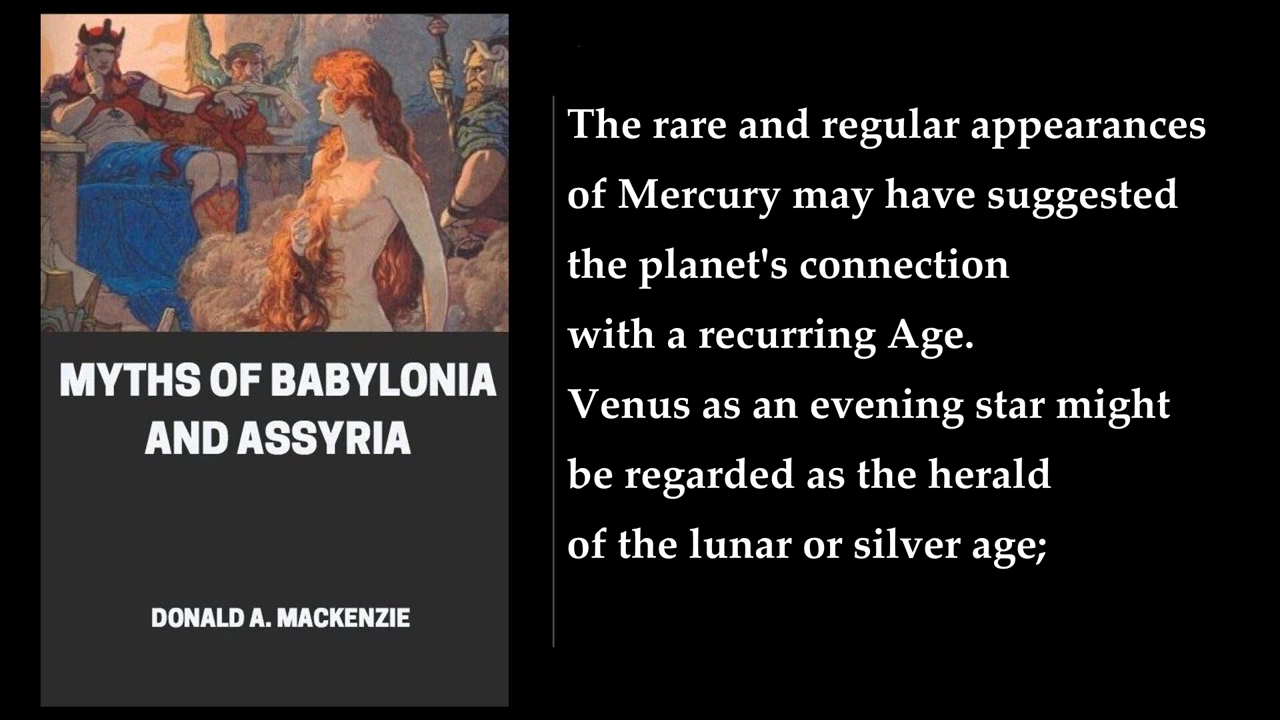 MYTHS OF BABYLONIA
AND ASSYRIA
DONALD A. MACKENZIE
The rare and regular appearances
of Mercury may have suggested
the planet's connection
with a recurring Age.
Venus as an evening star might
be regarded as the herald
of the lunar or silver age;